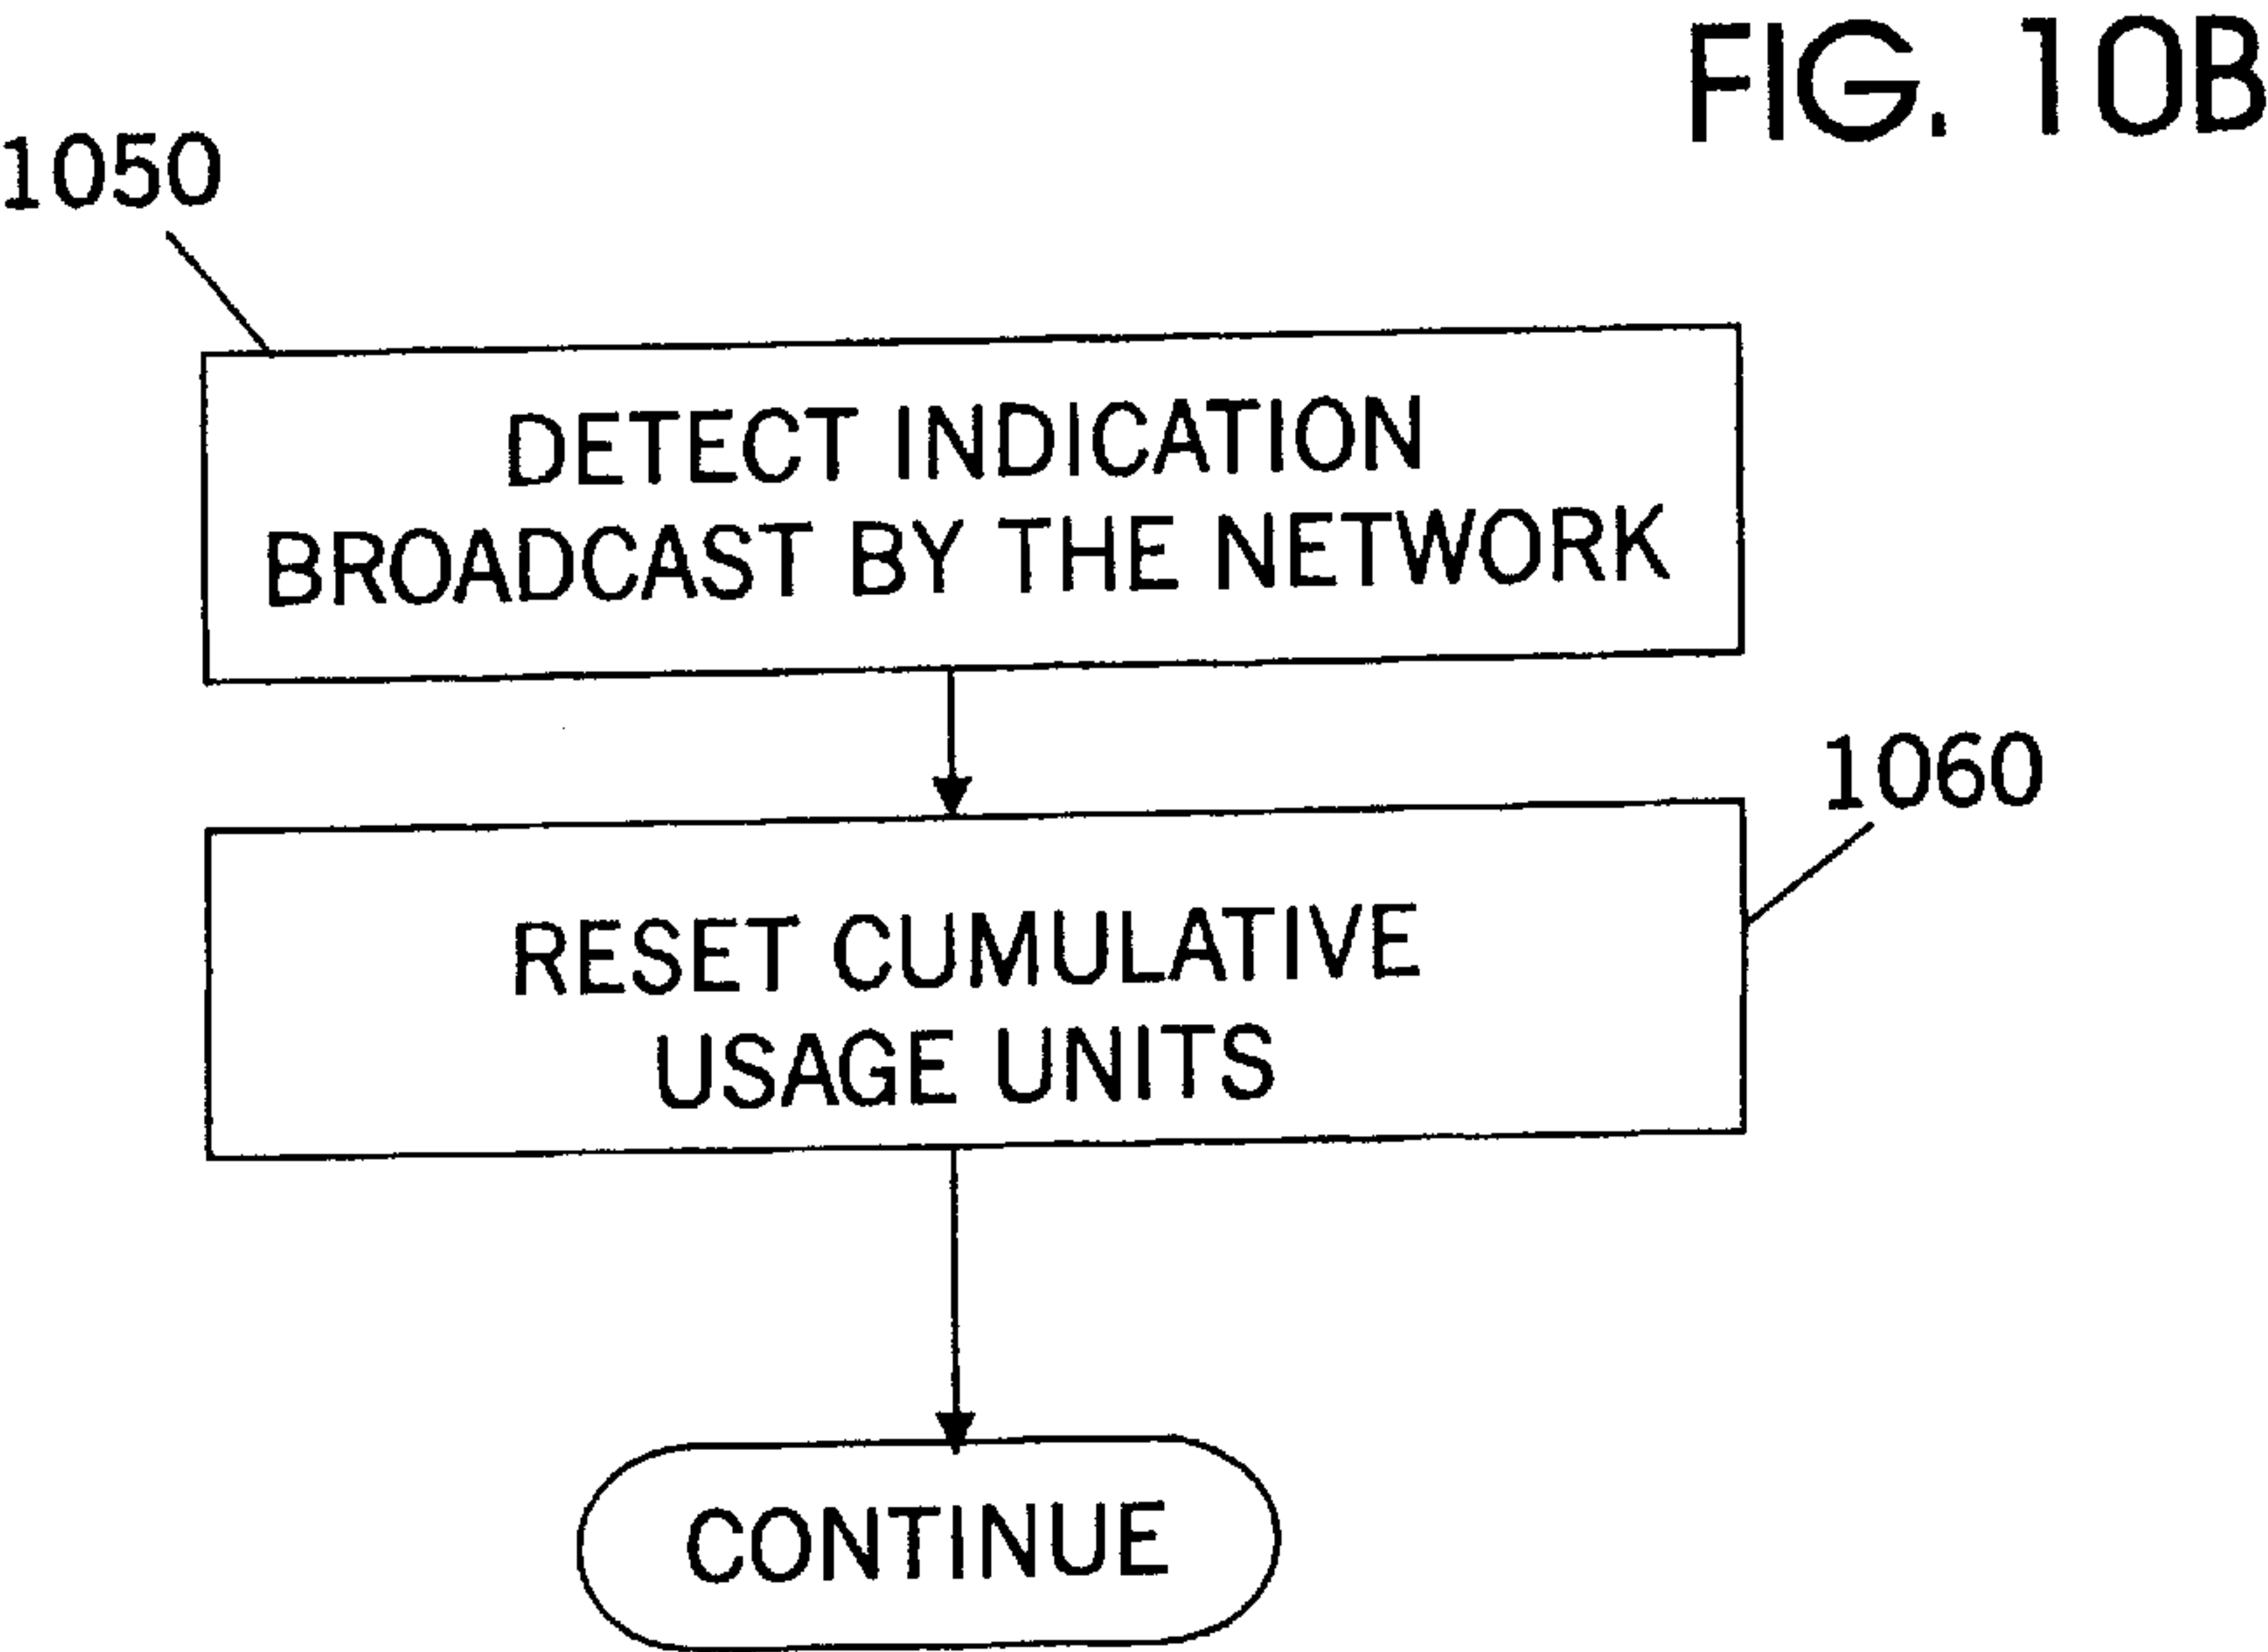 FIG. 10B
1050
DETECT INDICATION
BROADCAST BY THE NETWORK
1060
RESET CUMULATIVE
USAGE UNITS
CONTINUE